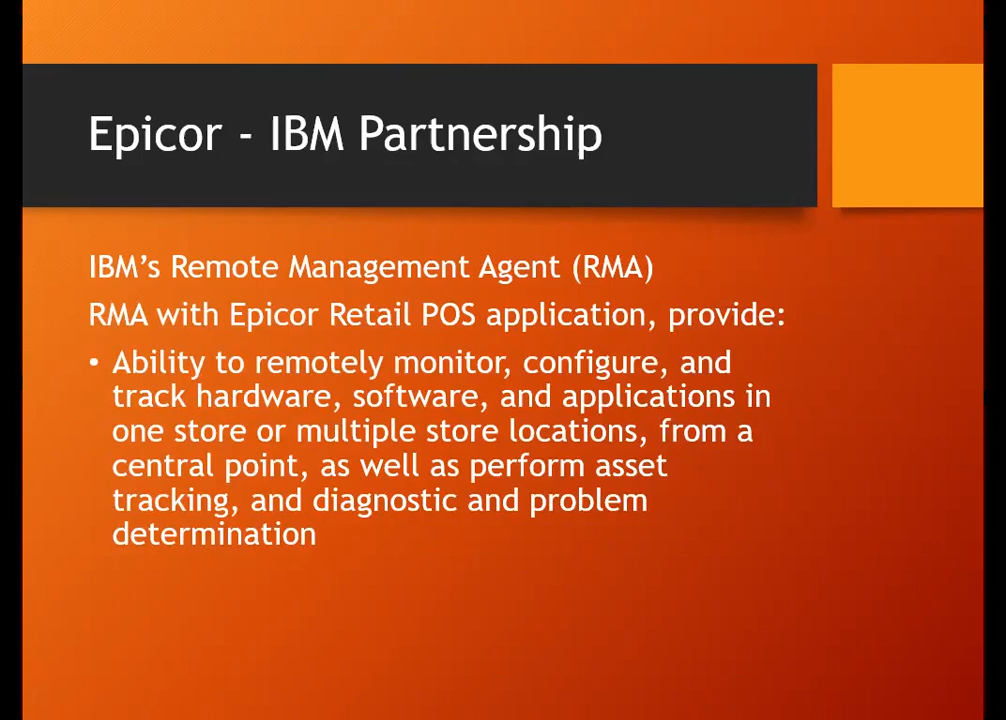 Epicor - IBM Partnership
IBM’s Remote Management Agent (RMA)
RMA with Epicor Retail POS application, provide:
• Ability to remotely monitor, configure, and
track hardware, software, and applications in
one store or multiple store locations, from a
central point, as well as perform asset
tracking, and diagnostic and problem
determination